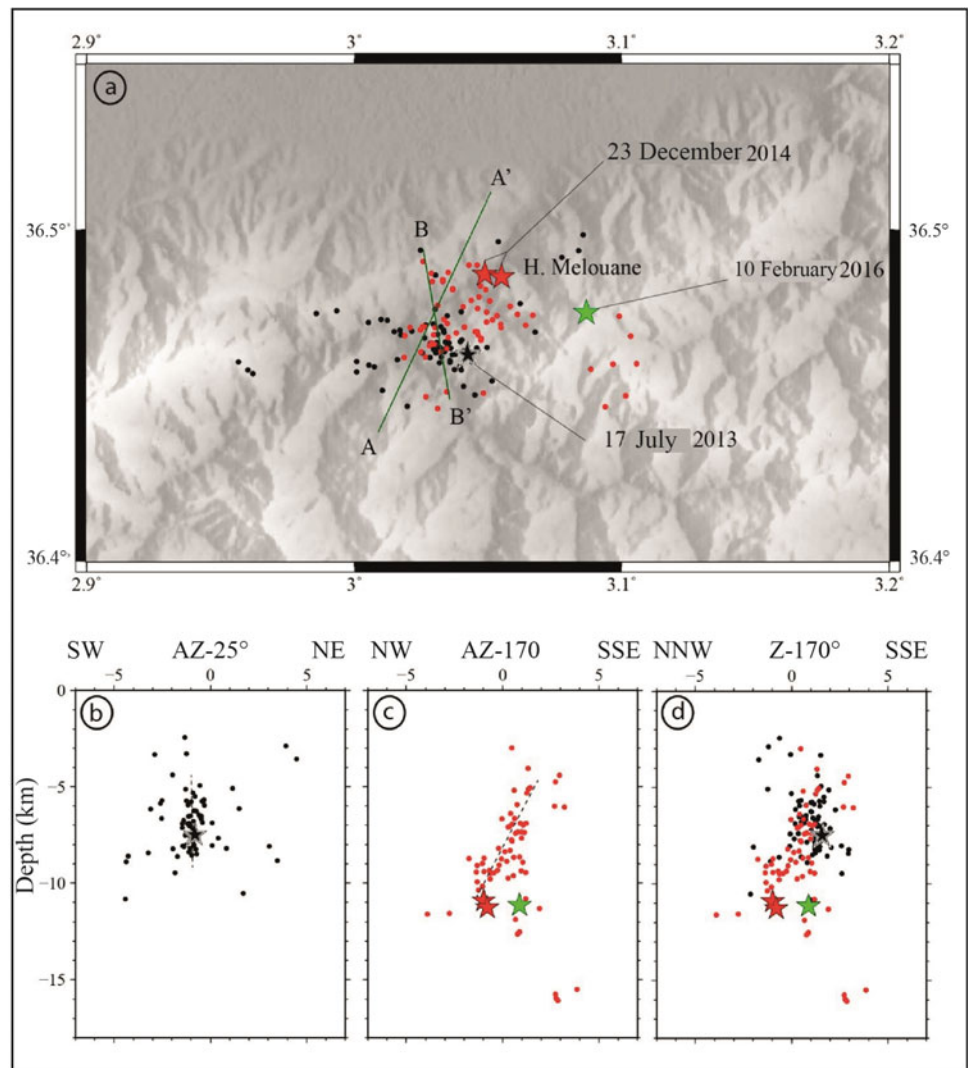 2.9° 3° 3.1° 3.2°
a
23 December 2014
A'
36.5° B 36.5°
H. Melouane
10 February 2016
B'
A 17 July 2013
36.4° 36.4°
2.9° 3° 3.1° 3.2°
SW AZ-25° NE NW AZ-170 SSE NNW Z-170° SSE
−5 0 5 −5 0 5 −5 0 5
0
b c d
−5
Depth (km)
−10
−15